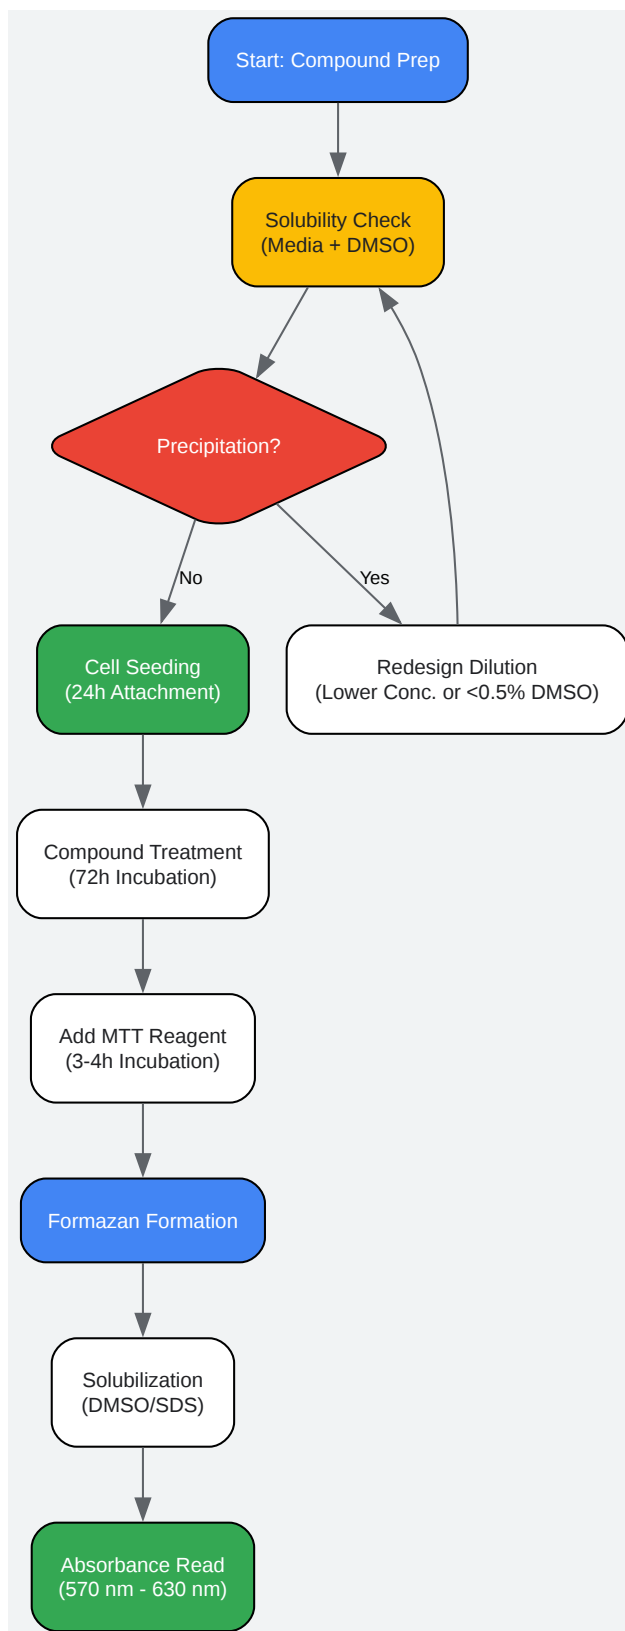 Start: Compound Prep
Solubility Check
(Media + DMSO)
Precipitation?
No
Yes
Cell Seeding
(24h Attachment)
Redesign Dilution
(Lower Conc. or <0.5% DMSO)
Compound Treatment
(72h Incubation)
Add MTT Reagent
(3-4h Incubation)
Formazan Formation
Solubilization
(DMSO/SDS)
Absorbance Read
(570 nm - 630 nm)